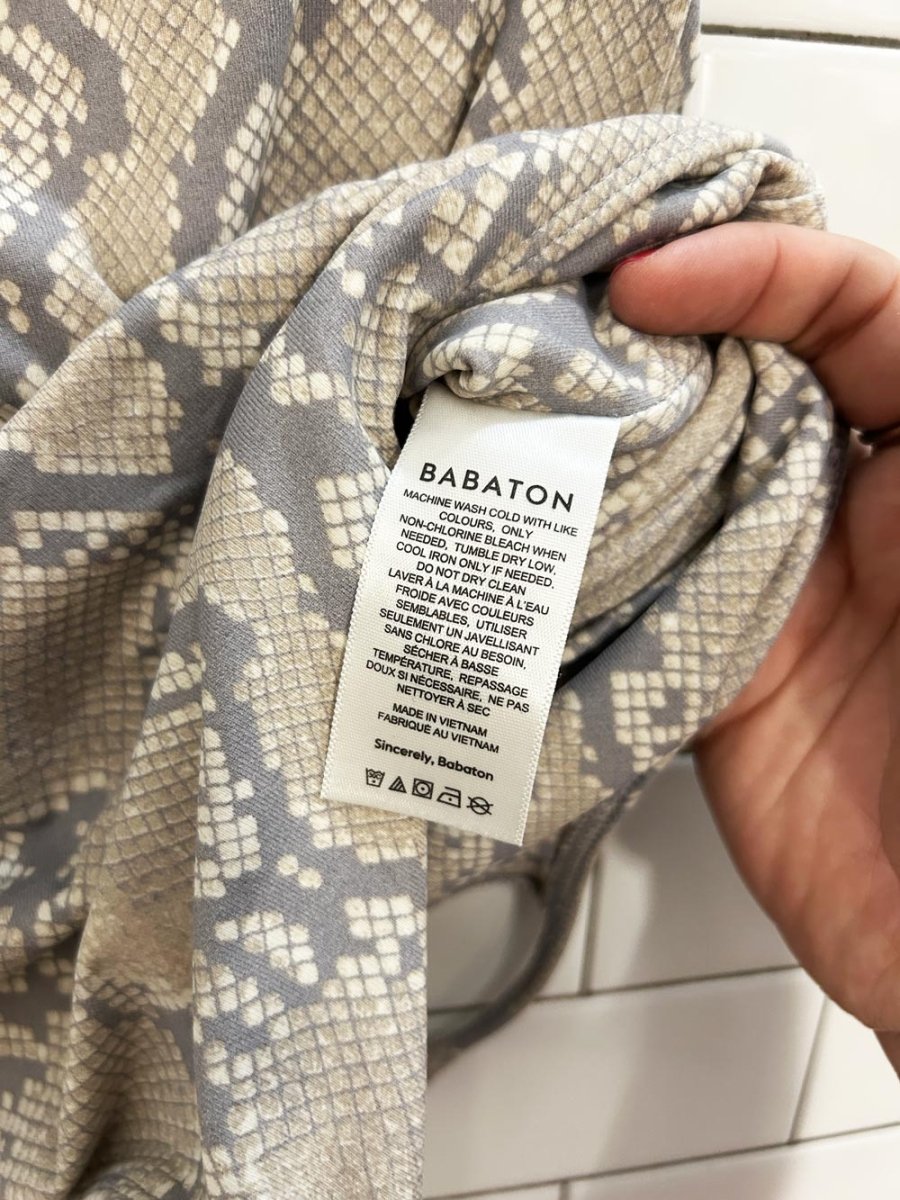 BABATON
MACHINE WASH COLD WITH LIKE
COLOURS, ONLY
NON-CHLORINE BLEACH WHEN
NEEDED, TUMBLE DRY LOW,
COOL IRON ONLY IF NEEDED.
DO NOT DRY CLEAN
LAVER À LA MACHINE À L'EAU
FROIDE AVEC COULEURS
SEMBLABLES, UTILISER
SEULEMENT UN JAVELLISANT
SANS CHLORE AU BESOIN.
SÉCHER À BASSE
TEMPÉRATURE, REPASSAGE
DOUX SI NÉCESSAIRE, NE PAS
NETTOYER À SEC
MADE IN VIETNAM
FABRIQUÉ AU VIETNAM
Sincerely, Babaton